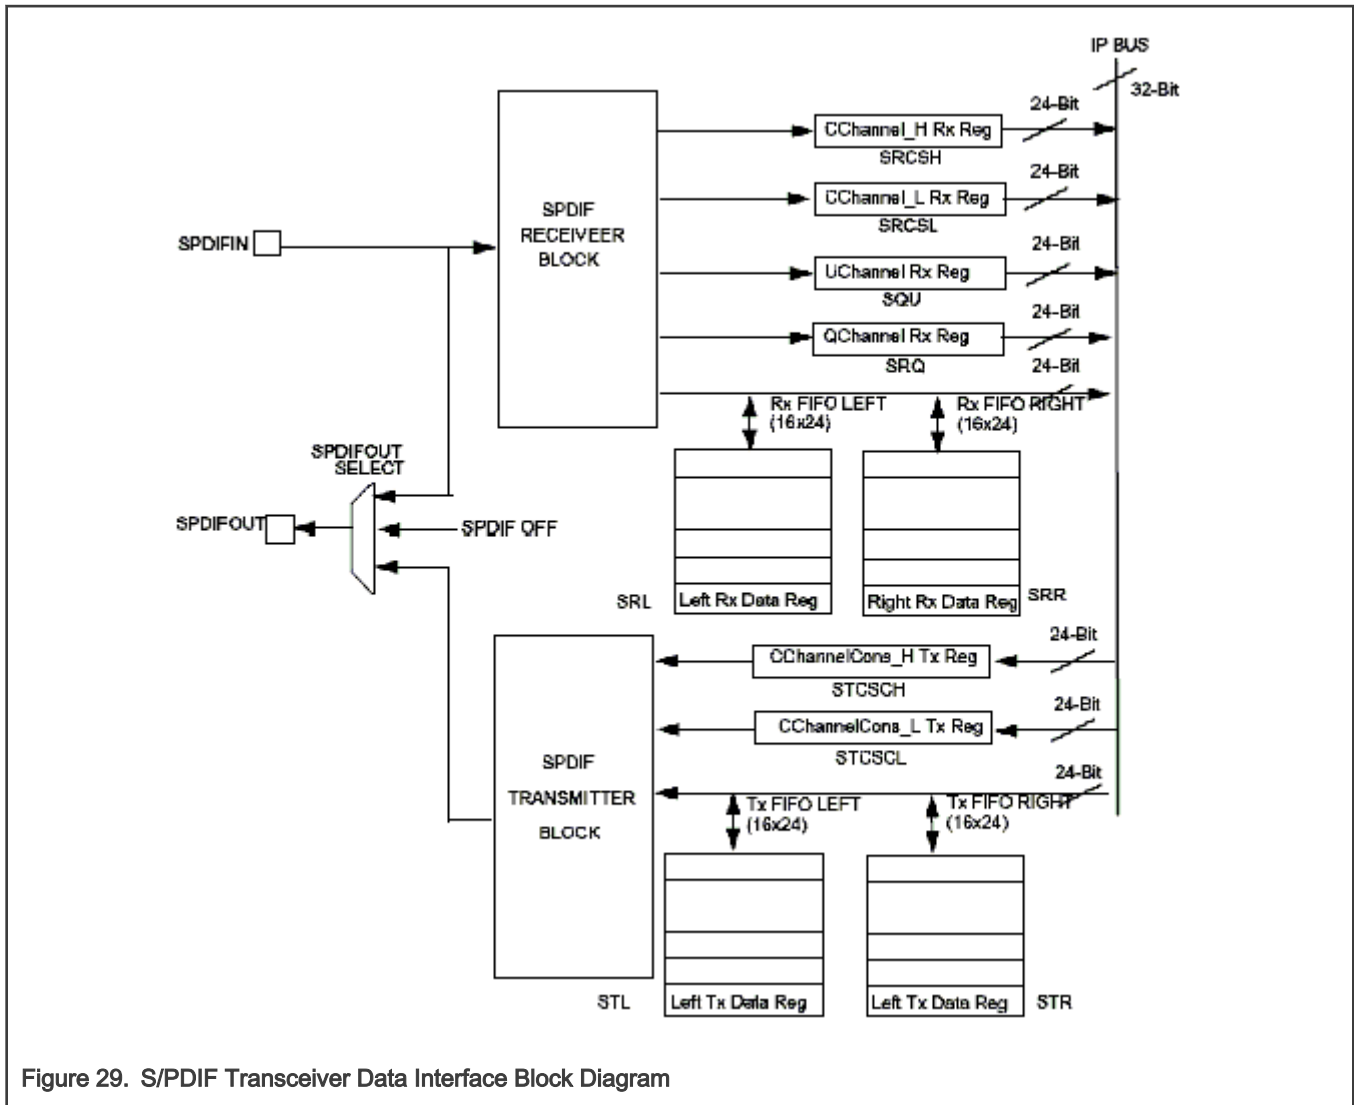 IP BUS
32-Bit
24-Bit
CChannel_H Rx Reg
SRCSH
24-Bit
CChannel_L Rx Reg
SRCSL
SPDIF
RECEIVEER
BLOCK
SPDIFIN
24-Bit
UChannel Rx Reg
SQU
24-Bit
QChannel Rx Reg
SRQ
24-Bit
Rx FIFO LEFT
(16x24)
Rx FIFO RIGHT
(16x24)
SPDIFOUT
SELECT
SPDIFOUT
SPDIF OFF
SRL
Left Rx Data Reg
Right Rx Data Reg
SRR
24-Bit
CChannelCons_H Tx Reg
STCSCH
24-Bit
CChannelCons_L Tx Reg
STCSCL
SPDIF
TRANSMITTER
BLOCK
24-Bit
Tx FIFO LEFT
(16x24)
Tx FIFO RIGHT
(16x24)
STL
Left Tx Data Reg
Left Tx Data Reg
STR
Figure 29. S/PDIF Transceiver Data Interface Block Diagram